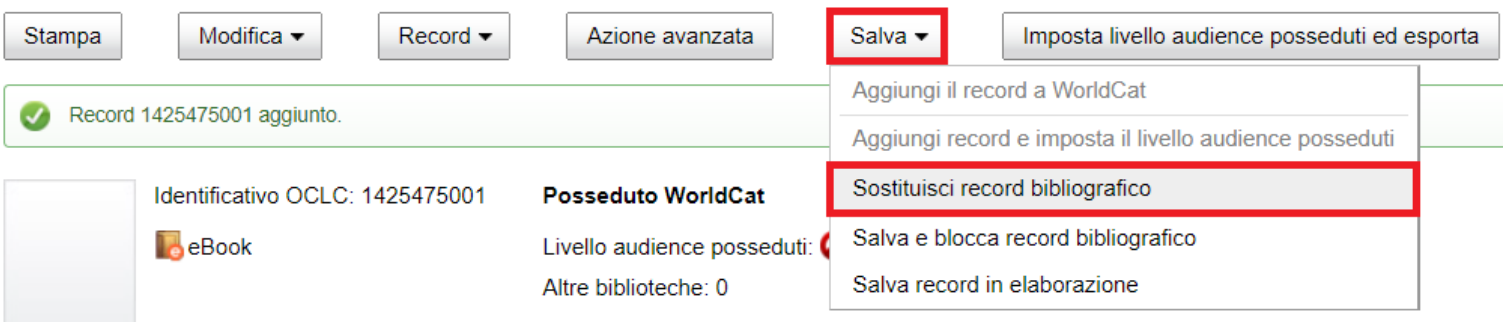 Stampa
Modifica
Record
Azione avanzata
Salva
Imposta livello audience posseduti ed esporta
Aggiungi il record a WorldCat
Record 1425475001 aggiunto.
Aggiungi record e imposta il livello audience posseduti
Identificativo OCLC: 1425475001
Posseduto WorldCat
Sostituisci record bibliografico
eBook
Livello audience posseduti:
Salva e blocca record bibliografico
Altre biblioteche: 0
Salva record in elaborazione